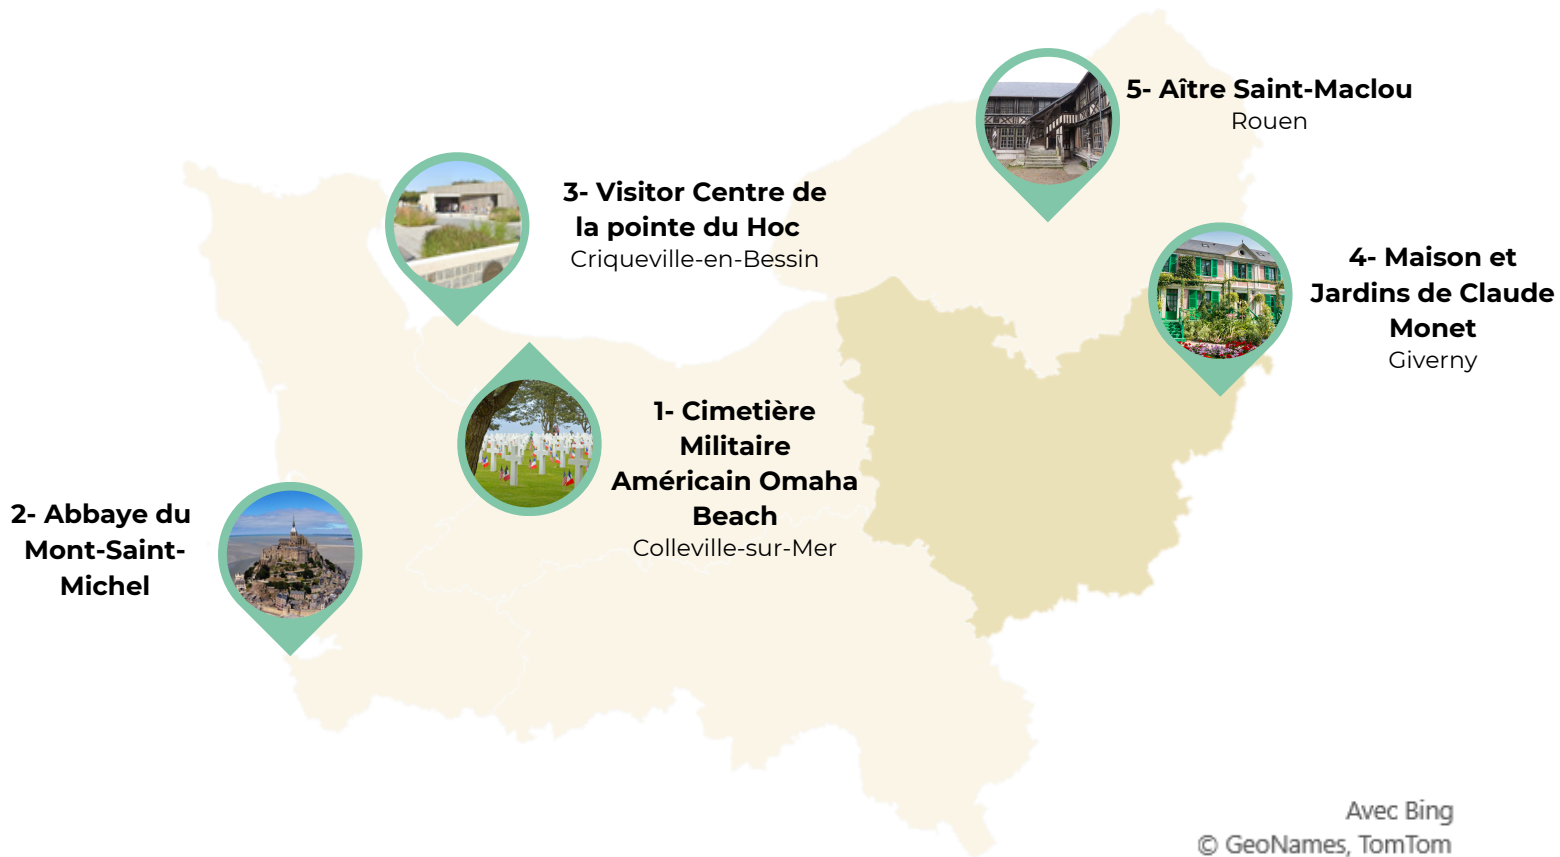 5- Aître Saint-Maclou
Rouen
3- Visitor Centre de
la pointe du Hoc
Criqueville-en-Bessin
4- Maison et
Jardins de Claude
Monet
Giverny
1- Cimetière
Militaire
Américain Omaha
Beach
Colleville-sur-Mer
2- Abbaye du
Mont-Saint-
Michel
Avec Bing
© GeoNames, TomTom